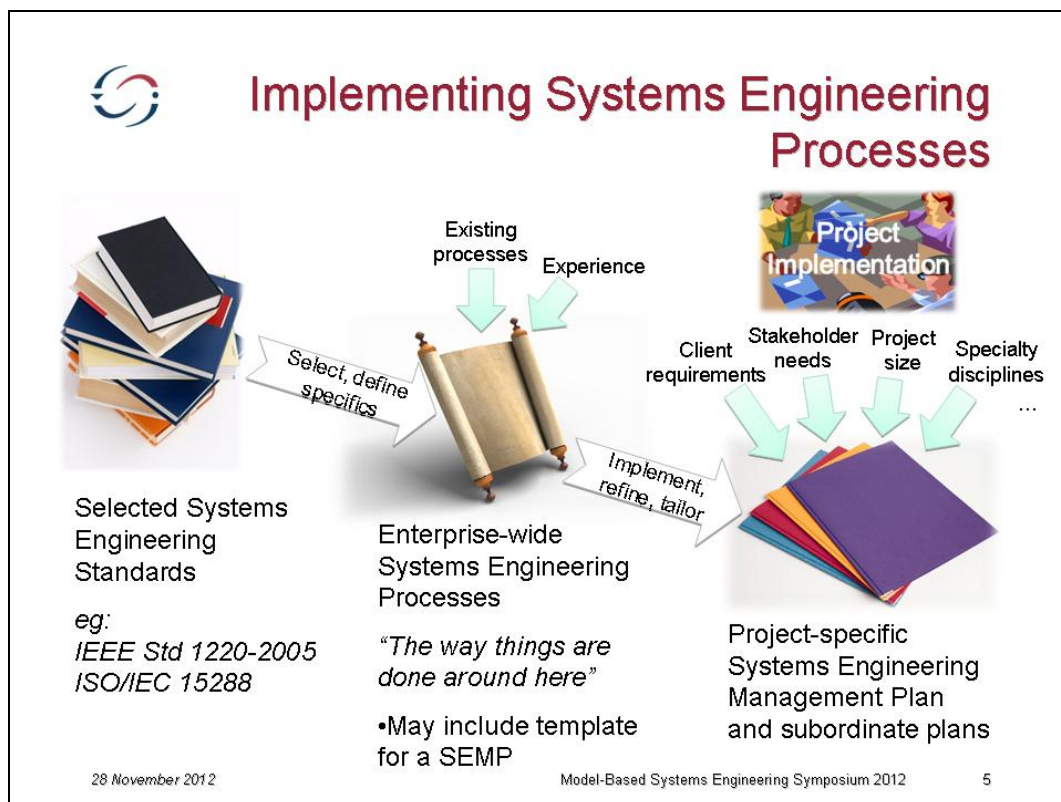 Implementing Systems Engineering
Processes
Existing
processes
Experience
Project
Implementation
Client
requirements
Stakeholder
needs
Project
size
Specialty
disciplines
...
Select, define
specifics
Implement,
refine, tailor
Selected Systems
Engineering
Standards
eg:
IEEE Std 1220-2005
ISO/IEC 15288
Enterprise-wide
Systems Engineering
Processes
“The way things are
done around here”
•May include template
for a SEMP
Project-specific
Systems Engineering
Management Plan
and subordinate plans
28 November 2012
Model-Based Systems Engineering Symposium 2012
5